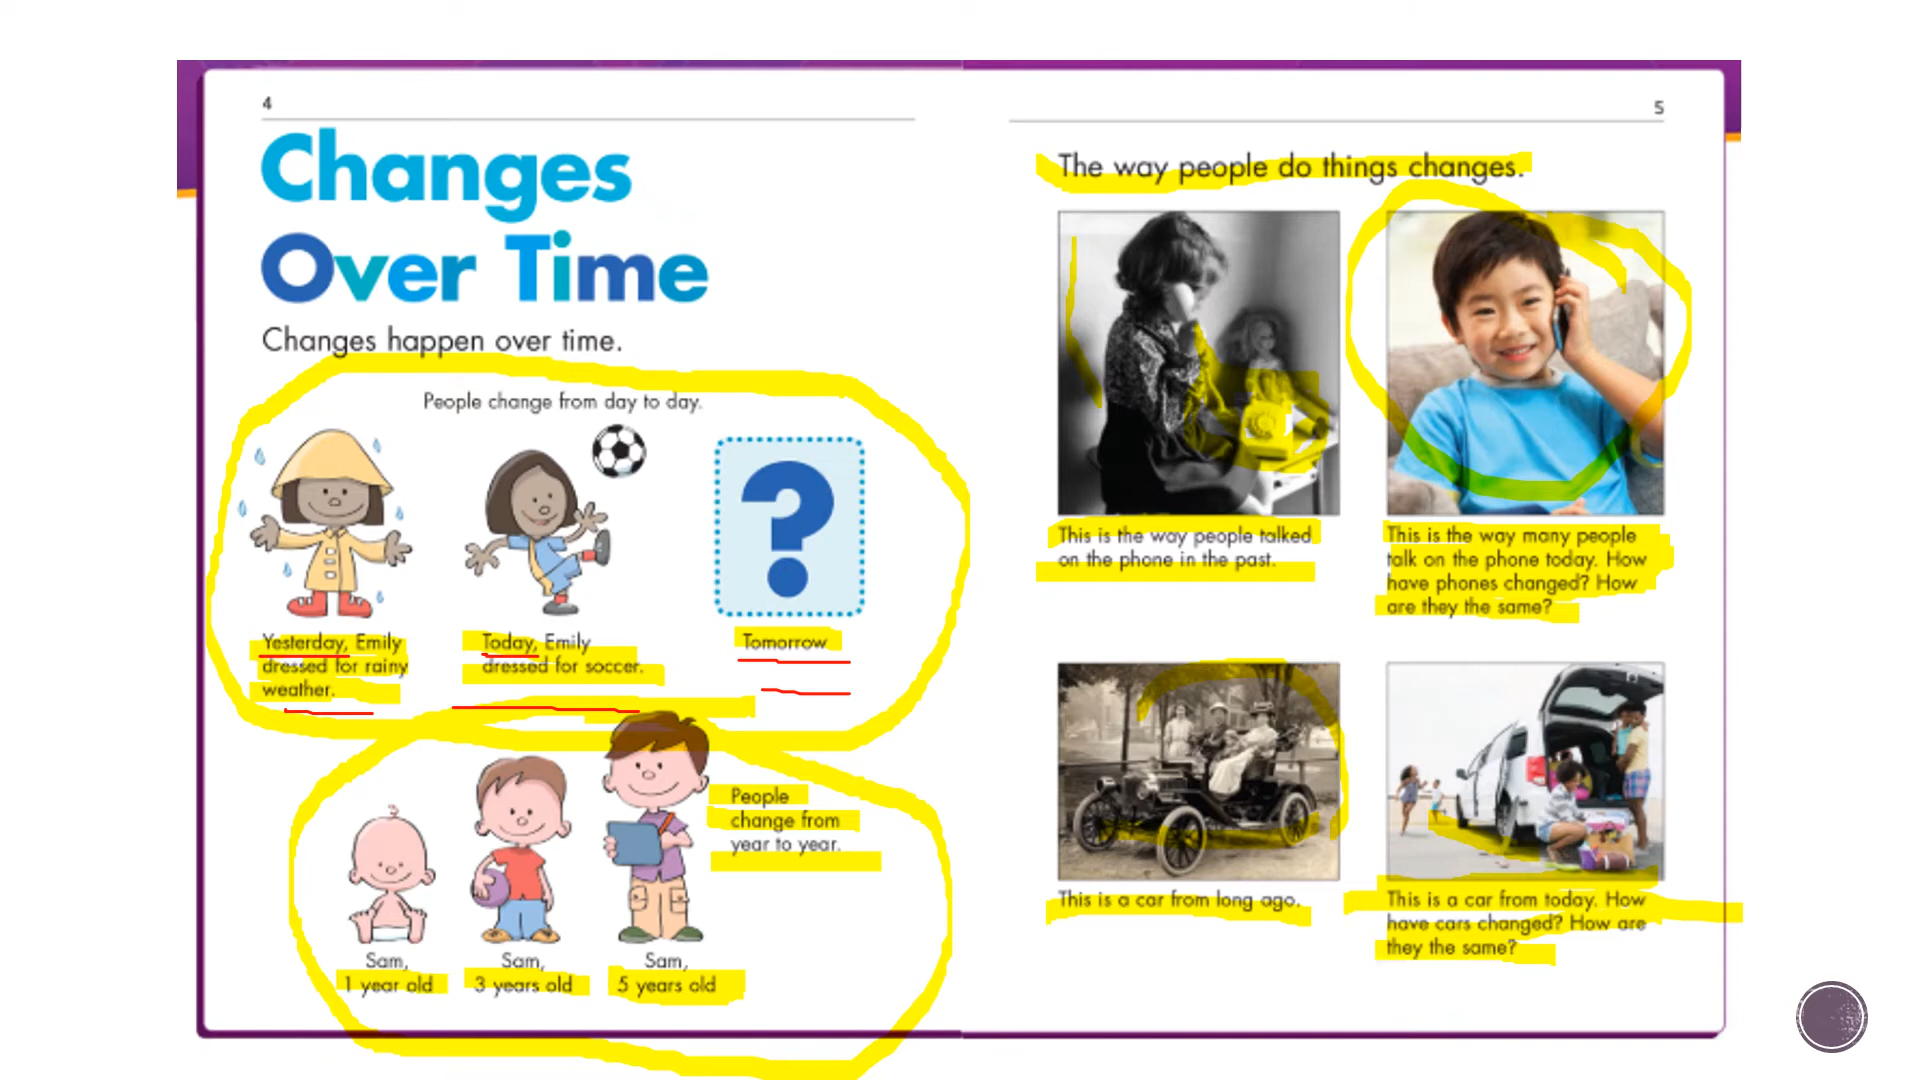 4
Changes
Over Time
Changes happen over time.
People change from day to day.
Yesterday, Emily
dressed for rainy
weather.
Today, Emily
dressed for soccer.
?
Tomorrow
People
change from
year to year.
Sam,
1 year old
Sam,
3 years old
Sam,
5 years old
5
The way people do things changes.
This is the way people talked
on the phone in the past.
This is the way many people
talk on the phone today. How
have phones changed? How
are they the same?
This is a car from long ago.
This is a car from today. How
have cars changed? How are
they the same?